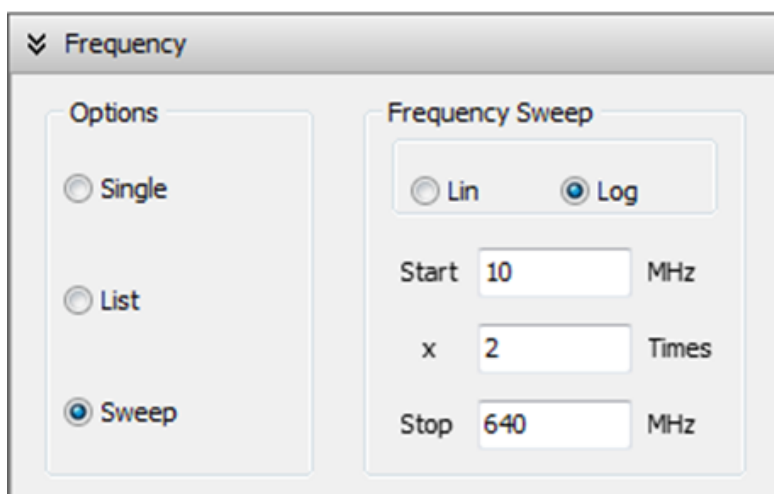 Frequency
Options
Single
List
Sweep
Frequency Sweep
Lin Log
Start 10 MHz
x 2 Times
Stop 640 MHz